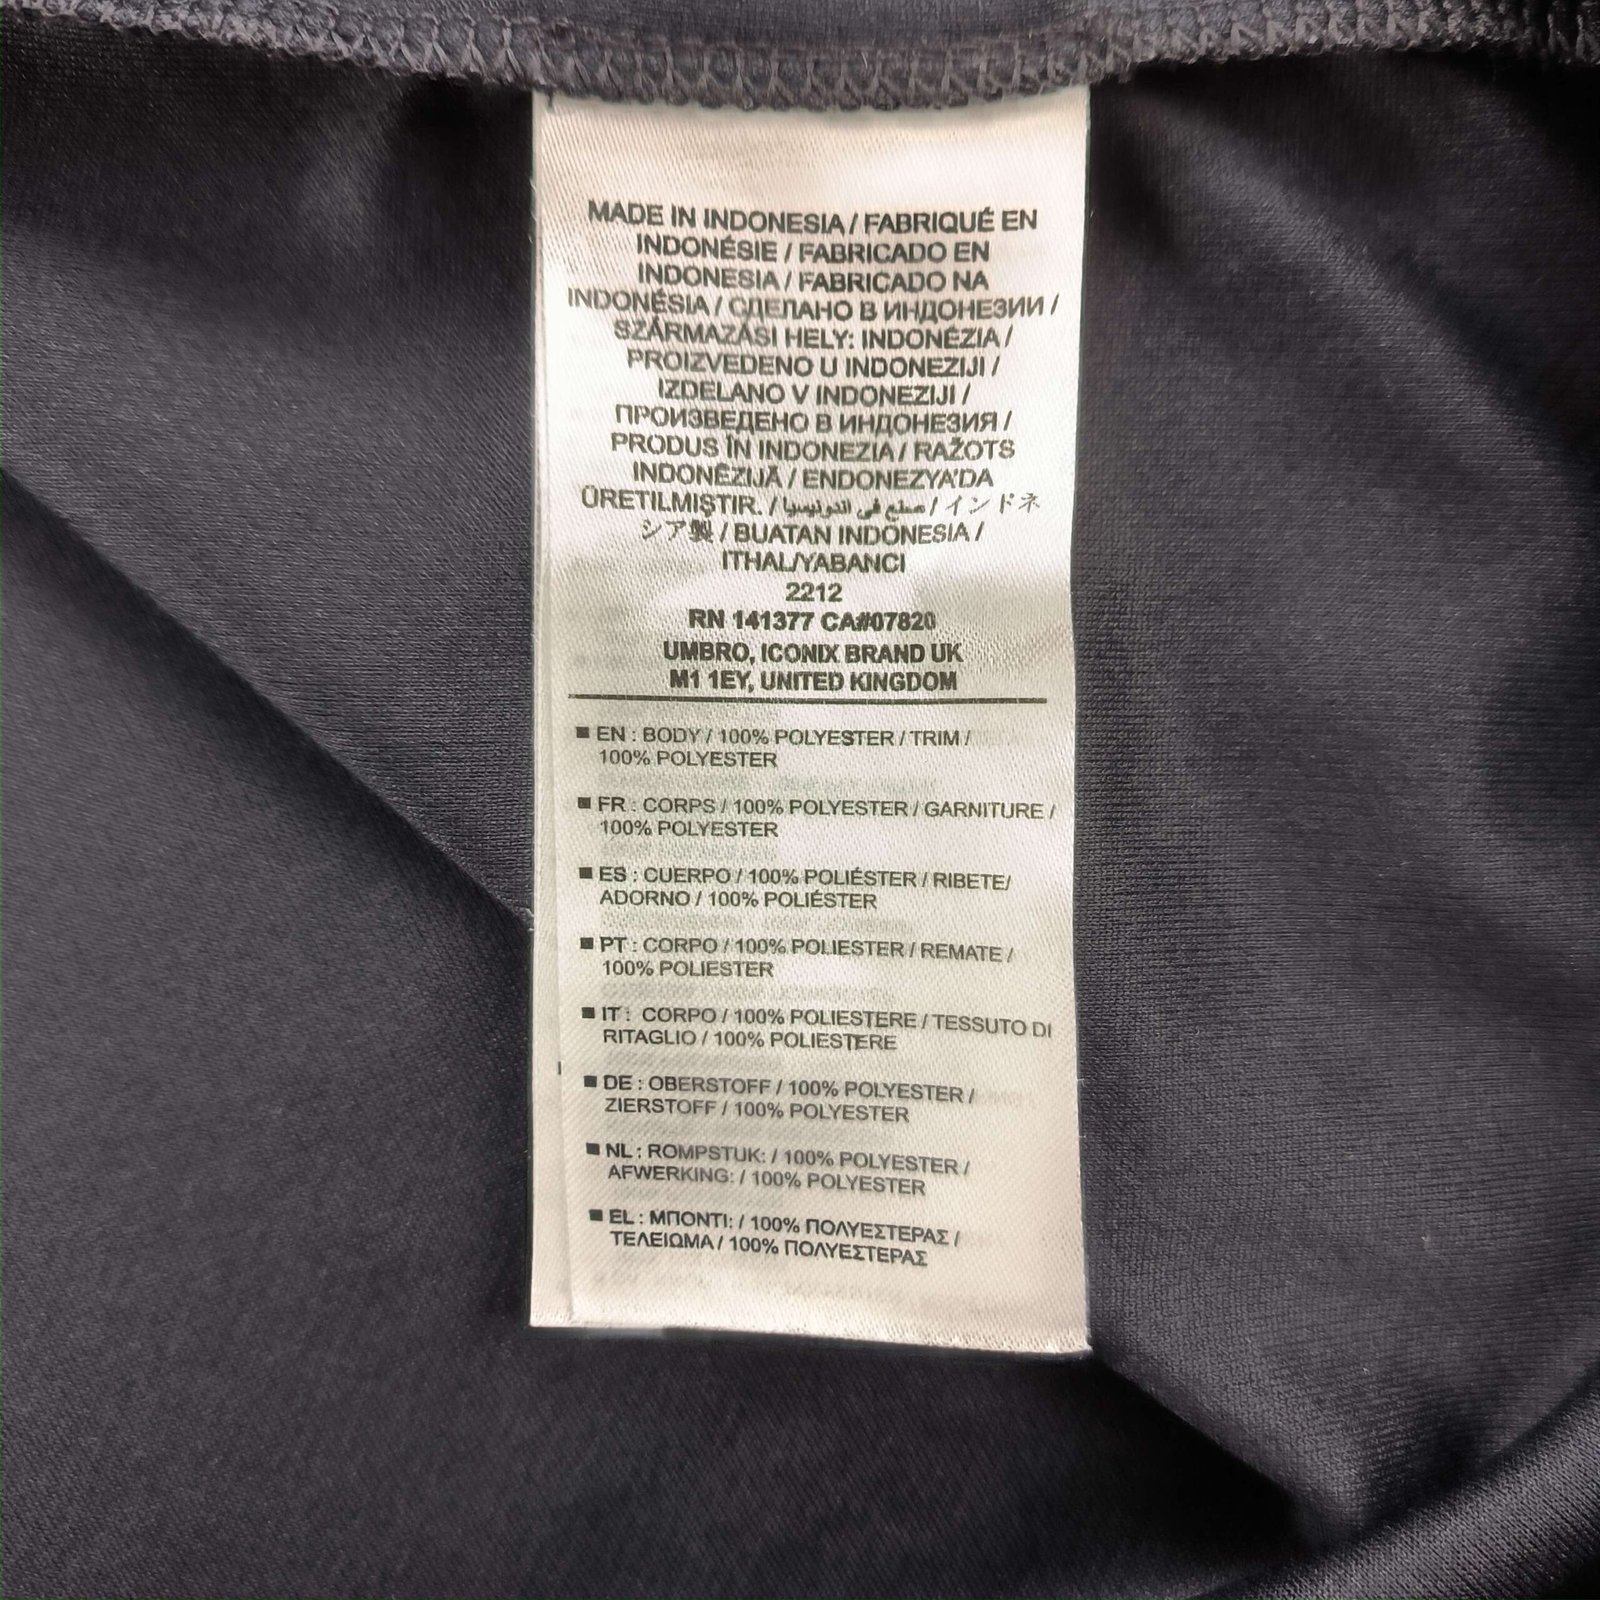 MADE IN INDONESIA / FABRIQUÉ EN
INDONÉSIE / FABRICADO EN
INDONESIA / FABRICADO NA
INDONÉSIA / СДЕЛАНО В ИНДОНЕЗИИ /
SZÁRMAZÁSI HELY: INDONÉZIA /
PROIZVEDENO U INDONEZIJI /
IZDELANO V INDONEZIJI /
ПРОИЗВЕДЕНО В ИНДОНЕЗИЯ /
PRODUS ÎN INDONEZIA / RAŽOTS
INDONĒZIJĀ / ENDONEZYA'DA
ÜRETILMIŞTIR. / صنع في اندونيسيا / インドネ
シア製 / BUATAN INDONESIA /
ITHAL/YABANCI
2212
RN 141377 CA#07820
UMBRO, ICONIX BRAND UK
M1 1EY, UNITED KINGDOM
■ EN : BODY / 100% POLYESTER / TRIM /
100% POLYESTER
■ FR : CORPS / 100% POLYESTER / GARNITURE /
100% POLYESTER
■ ES : CUERPO / 100% POLIÉSTER / RIBETE/
ADORNO / 100% POLIÉSTER
■ PT : CORPO / 100% POLIESTER / REMATE /
100% POLIESTER
■ IT : CORPO / 100% POLIESTERE / TESSUTO DI
RITAGLIO / 100% POLIESTERE
■ DE : OBERSTOFF / 100% POLYESTER /
ZIERSTOFF / 100% POLYESTER
■ NL : ROMPSTUK: / 100% POLYESTER /
AFWERKING: / 100% POLYESTER
■ EL : ΜΠΟΝΤΙ: / 100% ΠΟΛΥΕΣΤΕΡΑΣ /
ΤΕΛΕΙΩΜΑ / 100% ΠΟΛΥΕΣΤΕΡΑΣ